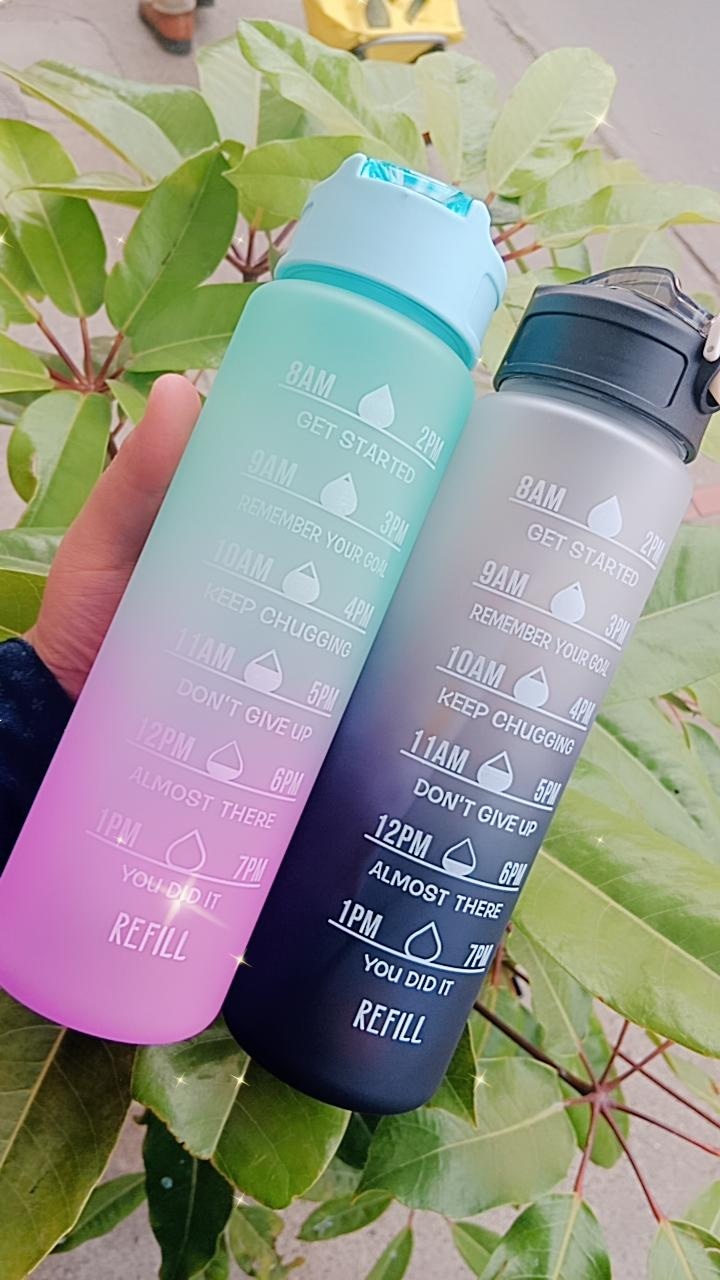 8AM 2PM
GET STARTED
9AM 3PM
REMEMBER YOUR GOAL
10AM 4PM
KEEP CHUGGING
11AM 5PM
DON'T GIVE UP
12PM 6PM
ALMOST THERE
1PM 7PM
YOU DID IT
REFILL
8AM 2PM
GET STARTED
9AM 3PM
REMEMBER YOUR GOAL
10AM 4PM
KEEP CHUGGING
11AM 5PM
DON'T GIVE UP
12PM 6PM
ALMOST THERE
1PM 7PM
YOU DID IT
REFILL